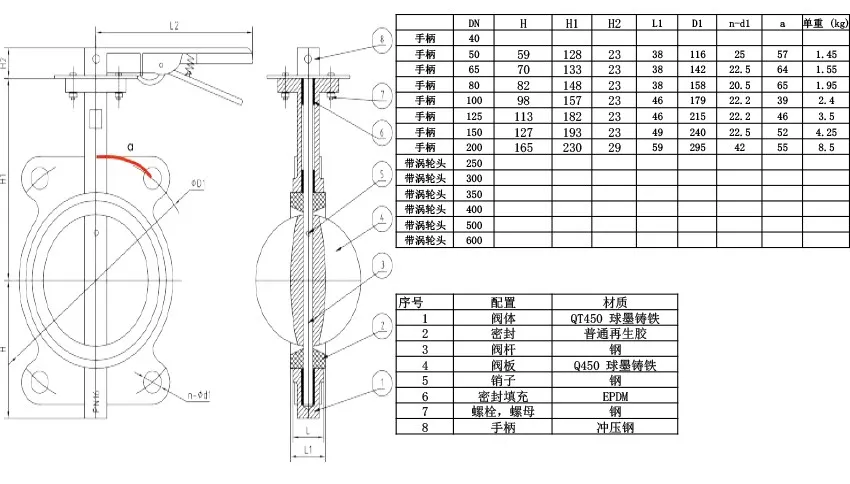 L2
H2
H1
H
a
ΦD1
n-Φd1
PN16
8
7
6
5
4
3
2
1
L
L1
DN H H1 H2 L1 D1 n-d1 a 单重 (kg)
手柄 40
手柄 50 59 128 23 38 116 25 57 1.45
手柄 65 70 133 23 38 142 22.5 64 1.55
手柄 80 82 148 23 38 158 20.5 65 1.95
手柄 100 98 157 23 46 179 22.2 39 2.4
手柄 125 113 182 23 46 215 22.2 46 3.5
手柄 150 127 193 23 49 240 22.5 52 4.25
手柄 200 165 230 29 59 295 42 55 8.5
带涡轮头 250
带涡轮头 300
带涡轮头 350
带涡轮头 400
带涡轮头 500
带涡轮头 600
序号 配置 材质
1 阀体 QT450 球墨铸铁
2 密封 普通再生胶
3 阀杆 钢
4 阀板 Q450 球墨铸铁
5 销子 钢
6 密封填充 EPDM
7 螺栓，螺母 钢
8 手柄 冲压钢